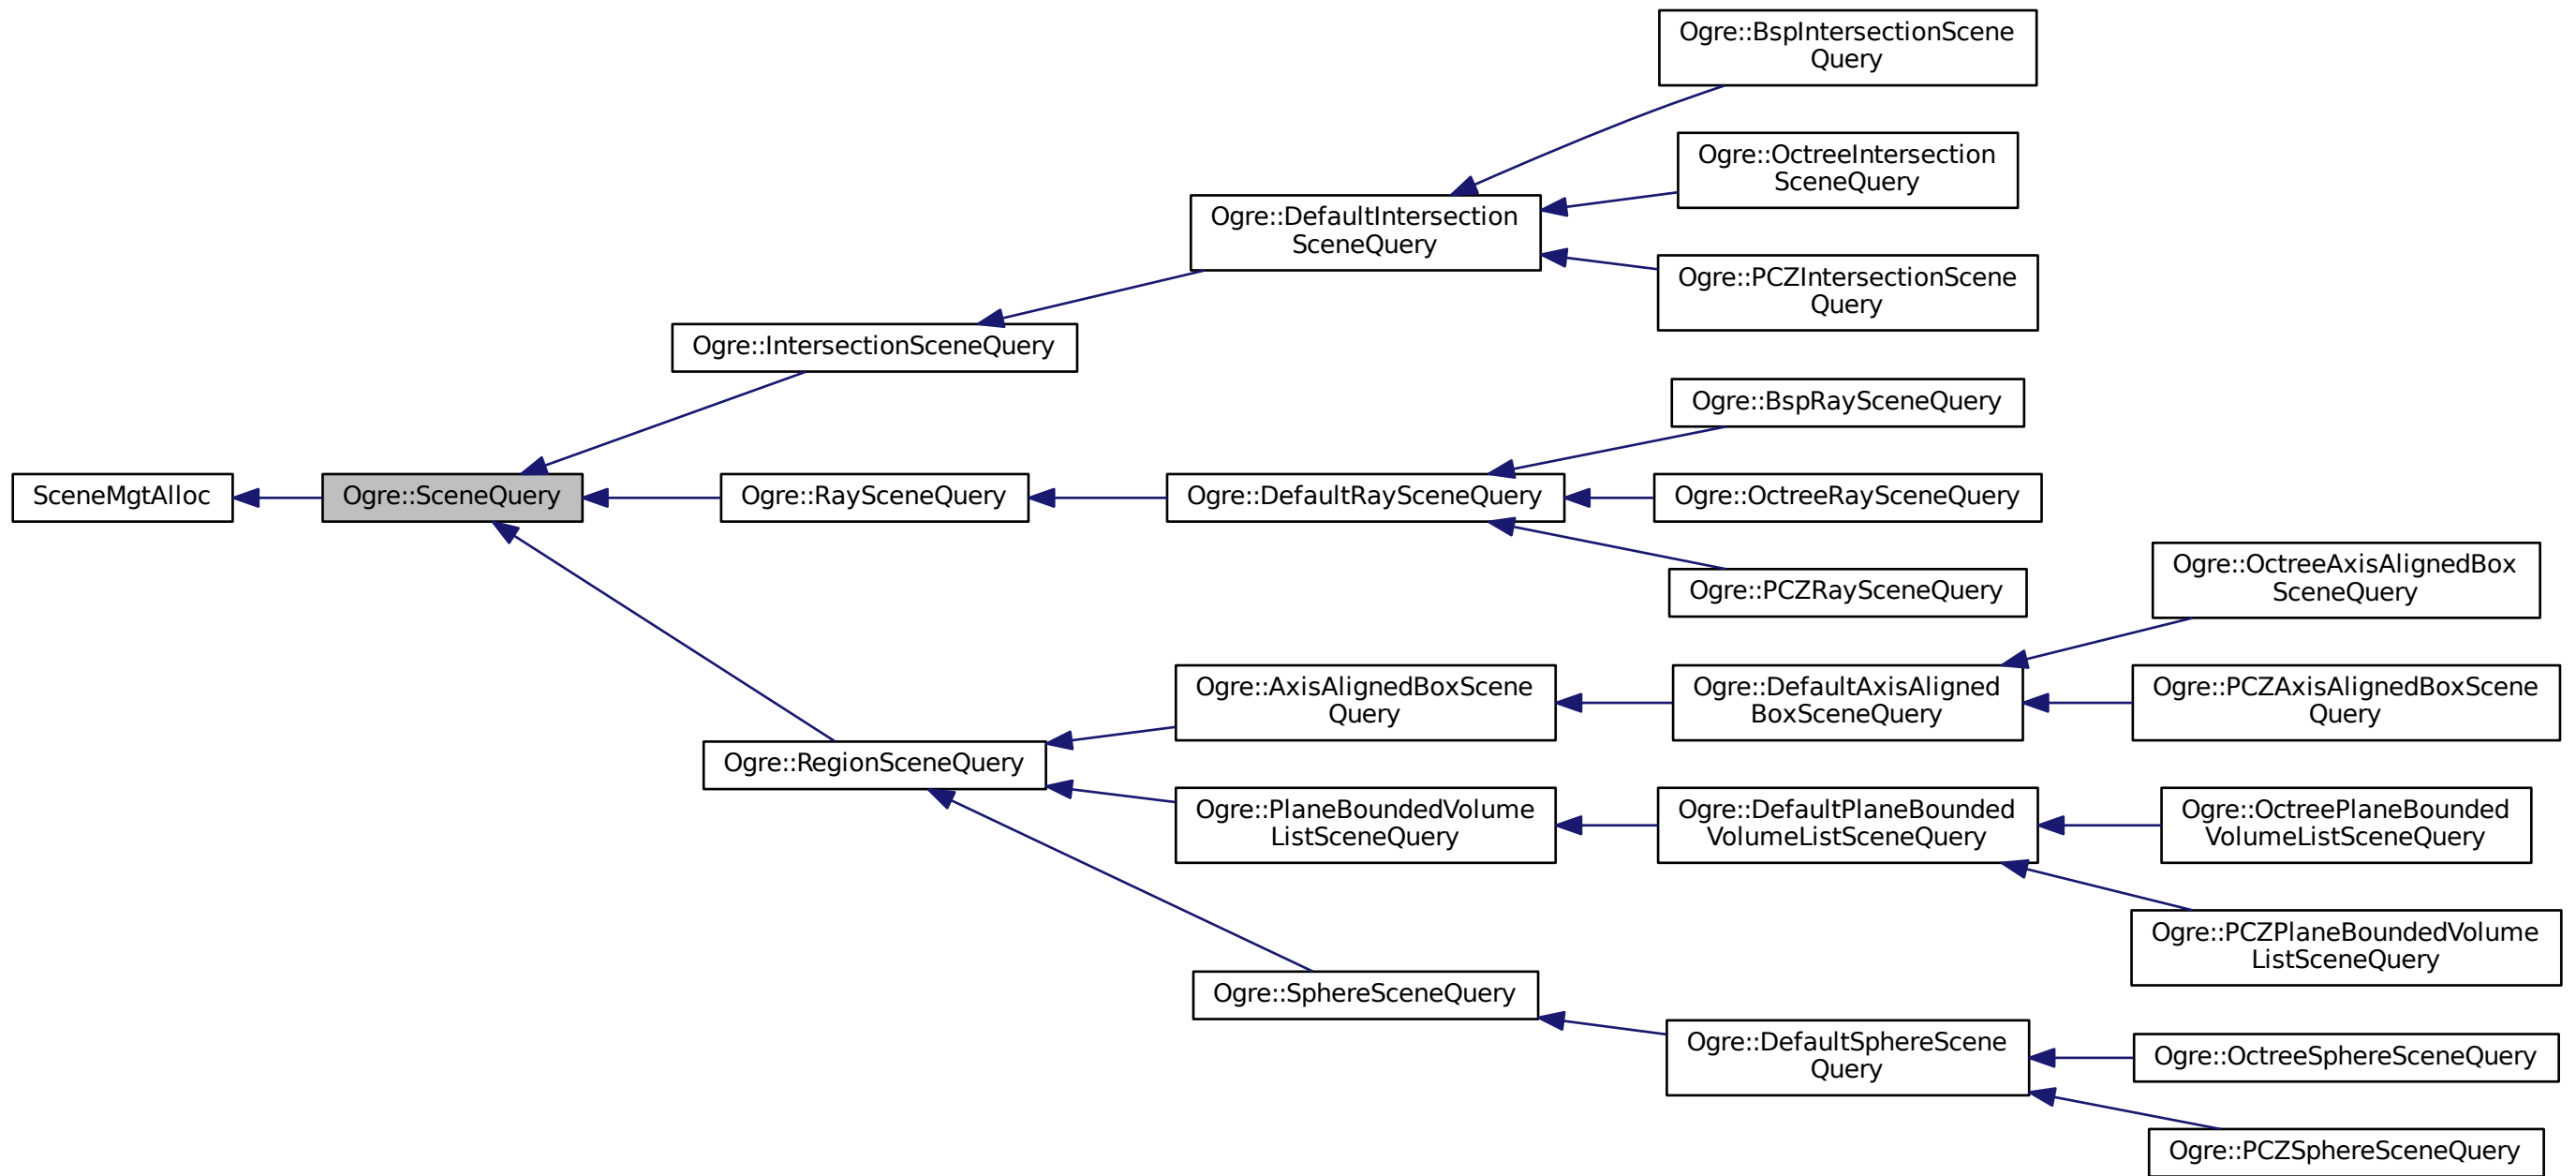 Ogre::BspIntersectionScene
Query
Ogre::OctreeIntersection
SceneQuery
Ogre::DefaultIntersection
SceneQuery
Ogre::PCZIntersectionScene
Query
Ogre::IntersectionSceneQuery
Ogre::BspRaySceneQuery
SceneMgtAlloc
Ogre::SceneQuery
Ogre::RaySceneQuery
Ogre::DefaultRaySceneQuery
Ogre::OctreeRaySceneQuery
Ogre::OctreeAxisAlignedBox
SceneQuery
Ogre::PCZRaySceneQuery
Ogre::AxisAlignedBoxScene
Query
Ogre::DefaultAxisAligned
BoxSceneQuery
Ogre::PCZAxisAlignedBoxScene
Query
Ogre::RegionSceneQuery
Ogre::PlaneBoundedVolume
ListSceneQuery
Ogre::DefaultPlaneBounded
VolumeListSceneQuery
Ogre::OctreePlaneBounded
VolumeListSceneQuery
Ogre::PCZPlaneBoundedVolume
ListSceneQuery
Ogre::SphereSceneQuery
Ogre::DefaultSphereScene
Query
Ogre::OctreeSphereSceneQuery
Ogre::PCZSphereSceneQuery